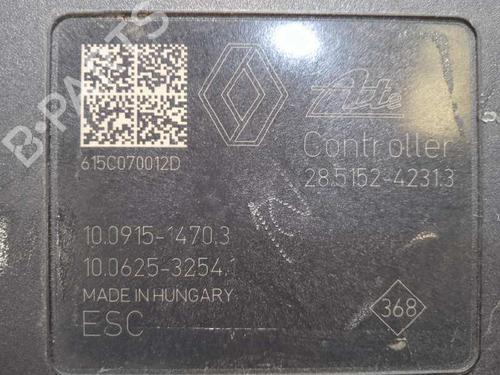 B-PARTS
Ate
615C070012D
Controller
28.5152-4231.3
10.0915-1470.3
10.0625-3254.1
MADE IN HUNGARY
ESC
368